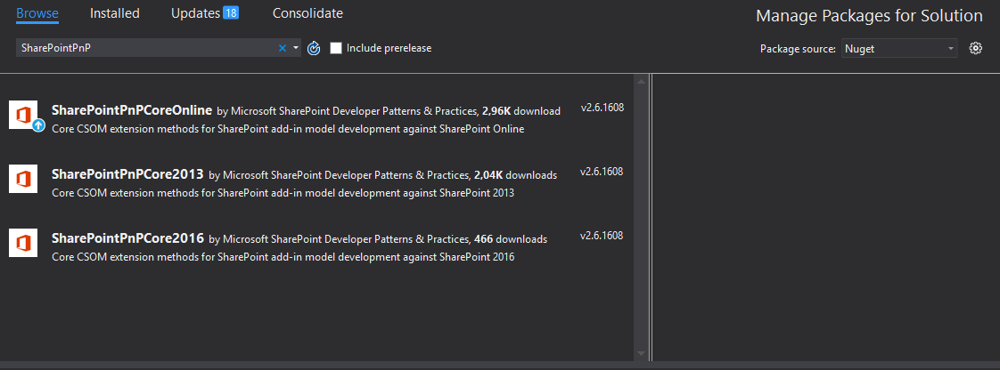 Browse Installed Updates 18 Consolidate Manage Packages for Solution
SharePointPnP Include prerelease Package source: Nuget
SharePointPnPCoreOnline by Microsoft SharePoint Developer Patterns & Practices, 2,96K download v2.6.1608
Core CSOM extension methods for SharePoint add-in model development against SharePoint Online
SharePointPnPCore2013 by Microsoft SharePoint Developer Patterns & Practices, 2,04K downloads v2.6.1608
Core CSOM extension methods for SharePoint add-in model development against SharePoint 2013
SharePointPnPCore2016 by Microsoft SharePoint Developer Patterns & Practices, 466 downloads v2.6.1608
Core CSOM extension methods for SharePoint add-in model development against SharePoint 2016